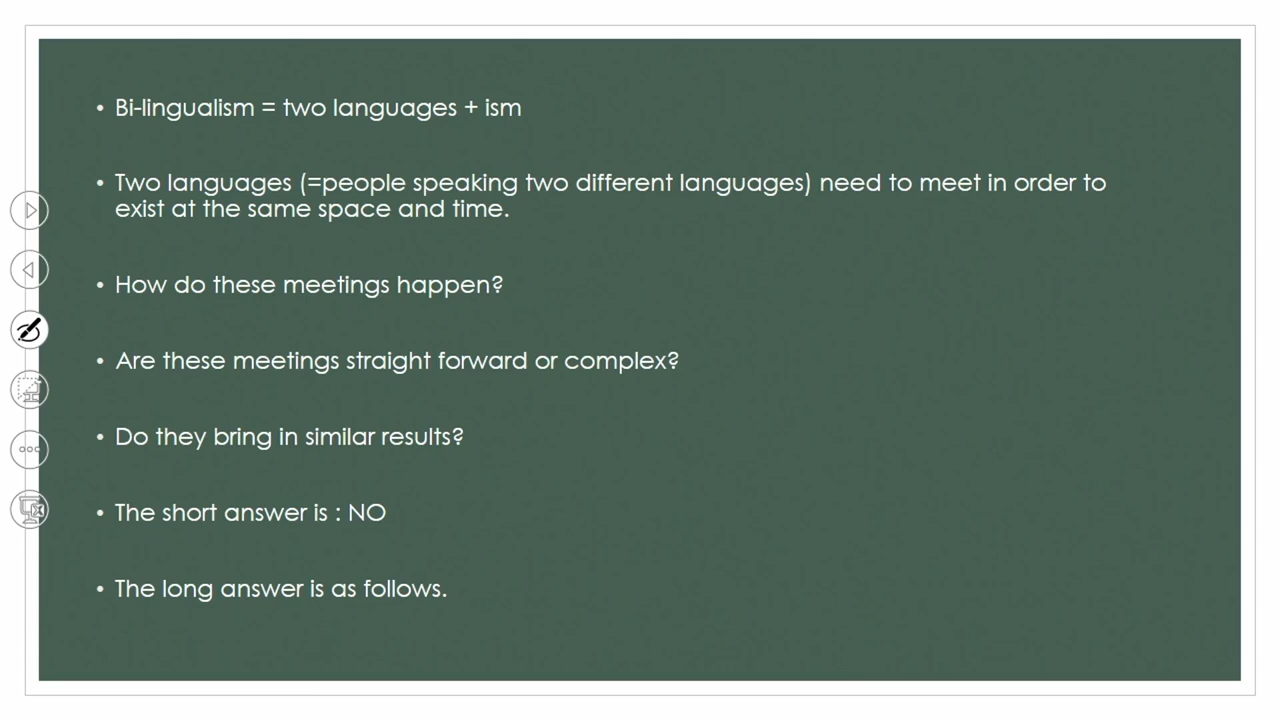 • Bi-lingualism = two languages + ism
• Two languages (=people speaking two different languages) need to meet in order to
exist at the same space and time.
• How do these meetings happen?
• Are these meetings straight forward or complex?
• Do they bring in similar results?
• The short answer is : NO
• The long answer is as follows.